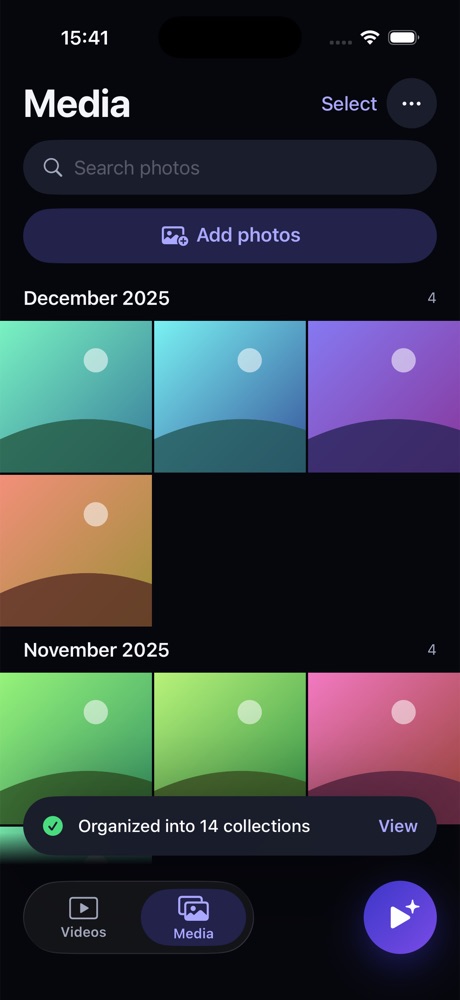 15:41
Media
Select
Search photos
Add photos
December 2025
4
November 2025
4
Organized into 14 collections
View
Videos
Media